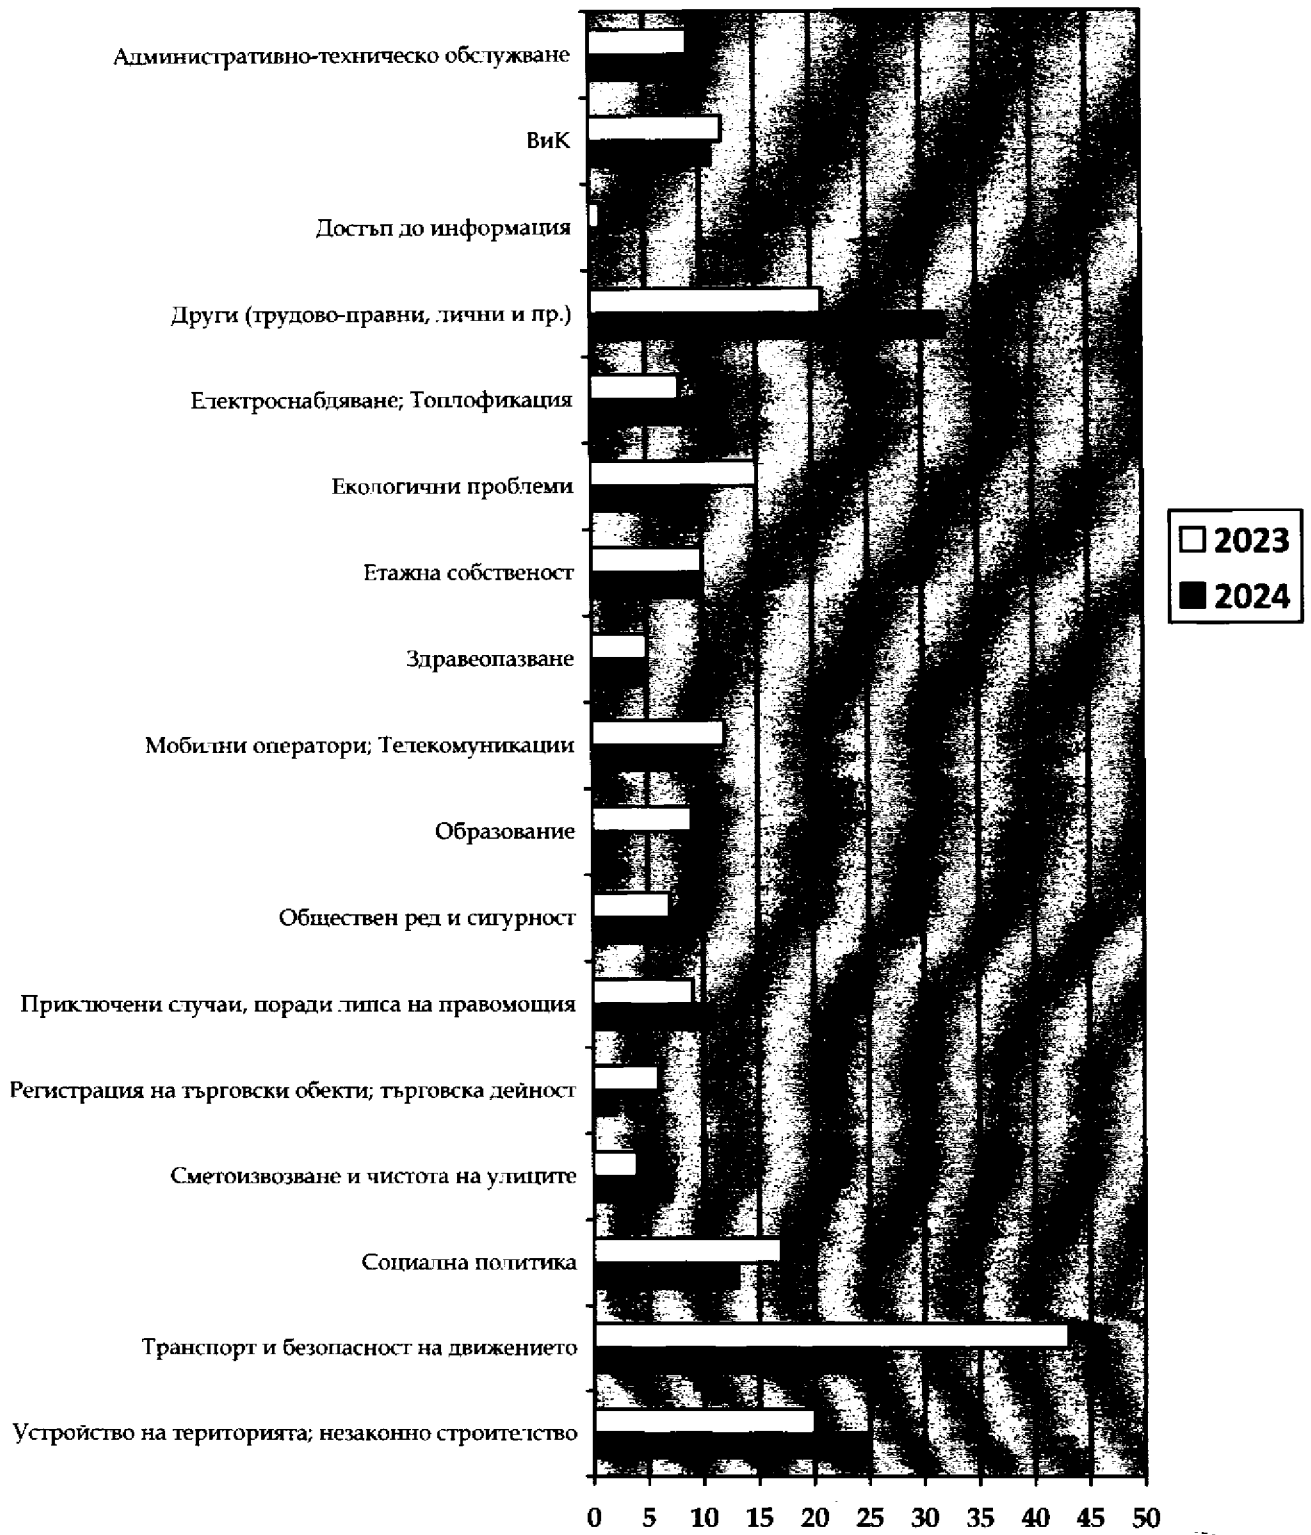 Административно-техническо обслужване
ВиК
Достъп до информация
Други (трудово-правни, лични и пр.)
Електроснабдяване; Топлофикация
Екологични проблеми
Етажна собственост
Здравеопазване
Мобилни оператори; Телекомуникации
Образование
Обществен ред и сигурност
Приключени случаи, поради липса на правомощия
Регистрация на търговски обекти; търговска дейност
Сметоизвозване и чистота на улиците
Социална политика
Транспорт и безопасност на движението
Устройство на територията; незаконно строителство
2023
2024
0 5 10 15 20 25 30 35 40 45 50